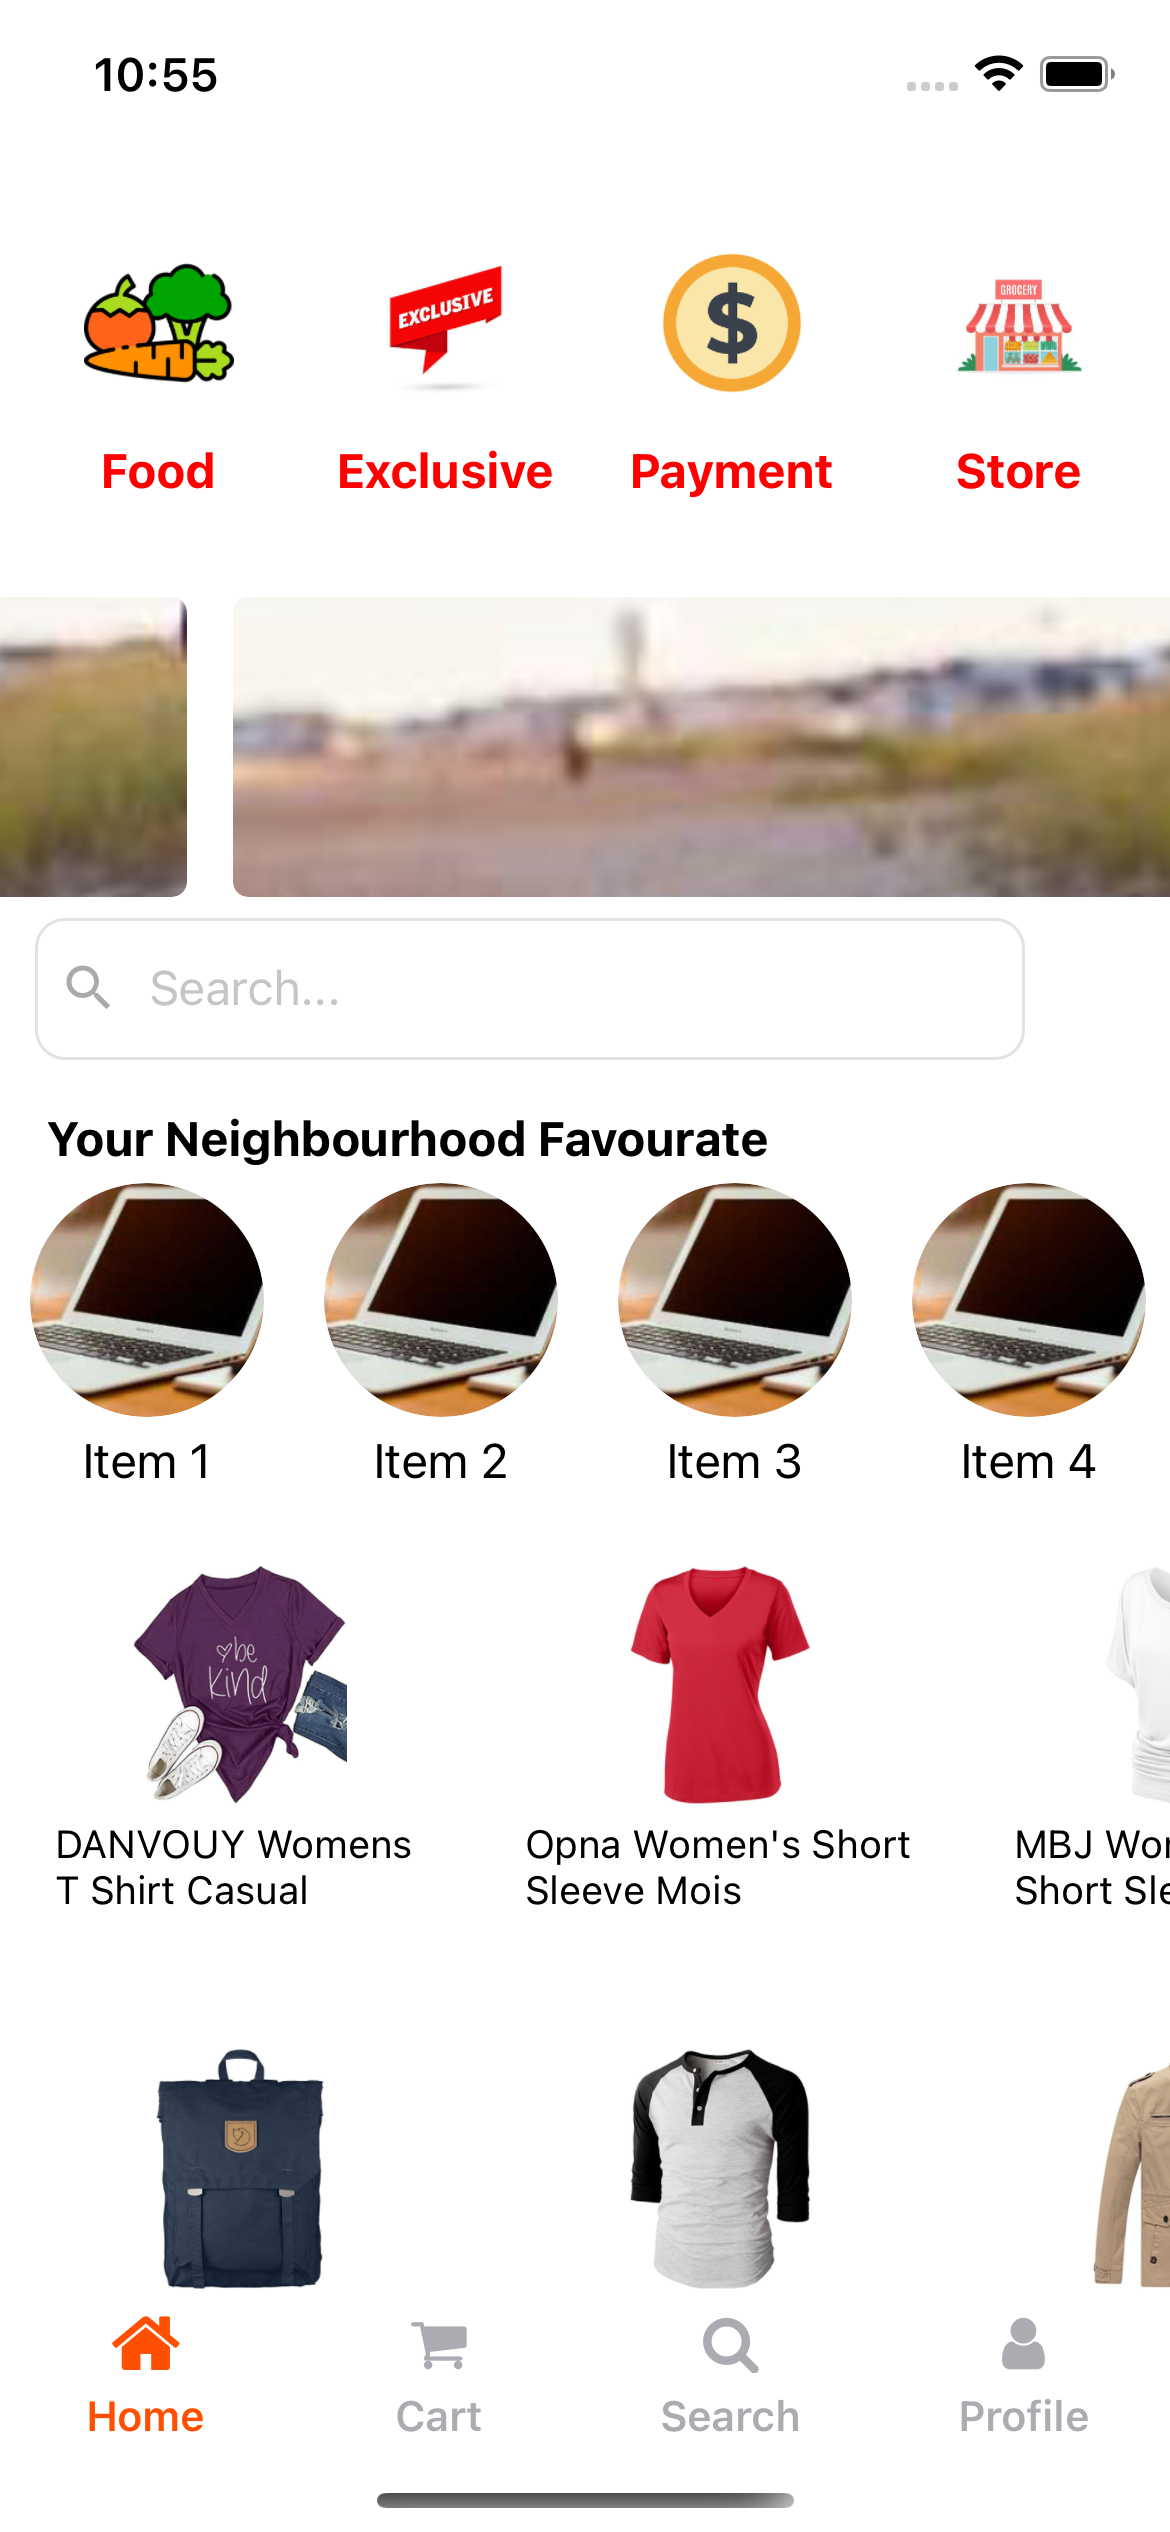 10:55
EXCLUSIVE
$
GROCERY
Food Exclusive Payment Store
Search...
Your Neighbourhood Favourate
Item 1 Item 2 Item 3 Item 4
be
kind
DANVOUY Womens
T Shirt Casual
Opna Women's Short
Sleeve Mois
MBJ Wo
Short Sle
Home Cart Search Profile